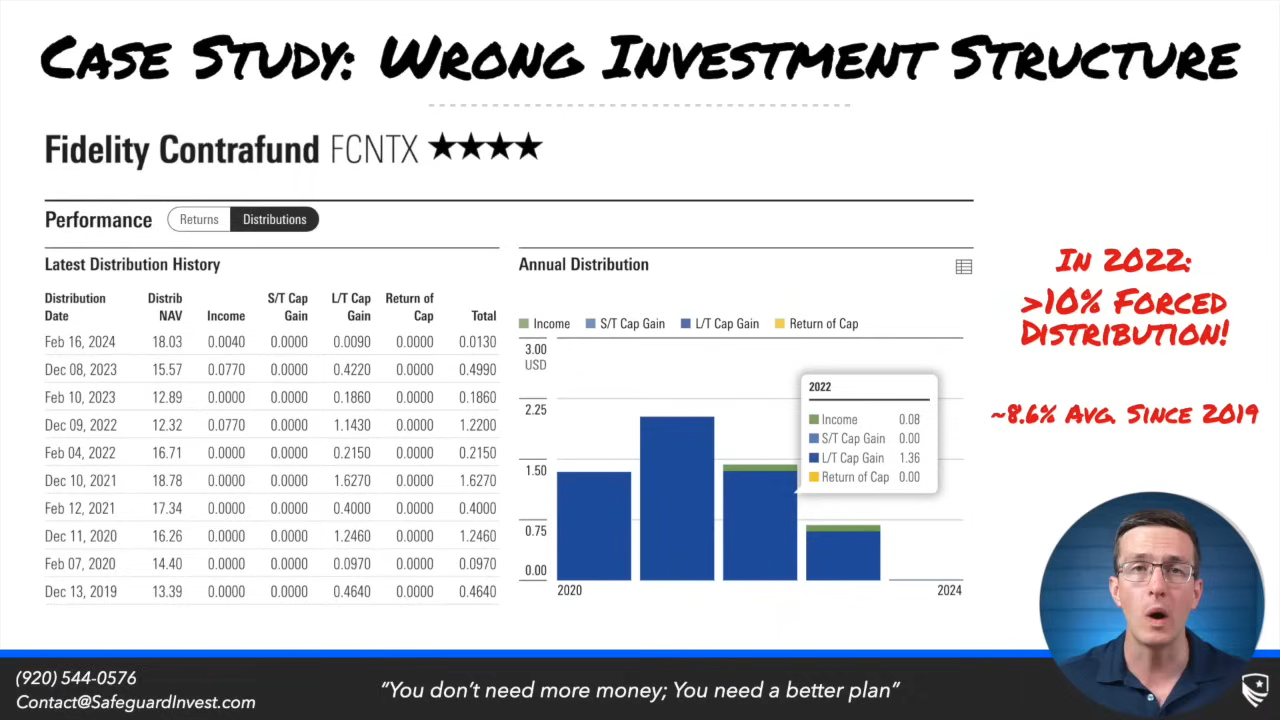 Case Study: Wrong Investment Structure
Fidelity Contrafund FCNTX ★★★★
Performance Returns Distributions
Latest Distribution History
Distribution Date Distrib NAV Income S/T Cap Gain L/T Cap Gain Return of Cap Total
Feb 16, 2024 18.03 0.0040 0.0000 0.0090 0.0000 0.0130
Dec 08, 2023 15.57 0.0770 0.0000 0.4220 0.0000 0.4990
Feb 10, 2023 12.89 0.0000 0.0000 0.1860 0.0000 0.1860
Dec 09, 2022 12.32 0.0770 0.0000 1.1430 0.0000 1.2200
Feb 04, 2022 16.71 0.0000 0.0000 0.2150 0.0000 0.2150
Dec 10, 2021 18.78 0.0000 0.0000 1.6270 0.0000 1.6270
Feb 12, 2021 17.34 0.0000 0.0000 0.4000 0.0000 0.4000
Dec 11, 2020 16.26 0.0000 0.0000 1.2460 0.0000 1.2460
Feb 07, 2020 14.40 0.0000 0.0000 0.0970 0.0000 0.0970
Dec 13, 2019 13.39 0.0000 0.0000 0.4640 0.0000 0.4640
Annual Distribution
Income S/T Cap Gain L/T Cap Gain Return of Cap
3.00
USD
2.25
1.50
0.75
0.00
2020 2024
2022
Income 0.08
S/T Cap Gain 0.00
L/T Cap Gain 1.36
Return of Cap 0.00
In 2022:
>10% Forced
Distribution!
~8.6% Avg. Since 2019
(920) 544-0576
Contact@SafeguardInvest.com
"You don't need more money; You need a better plan"